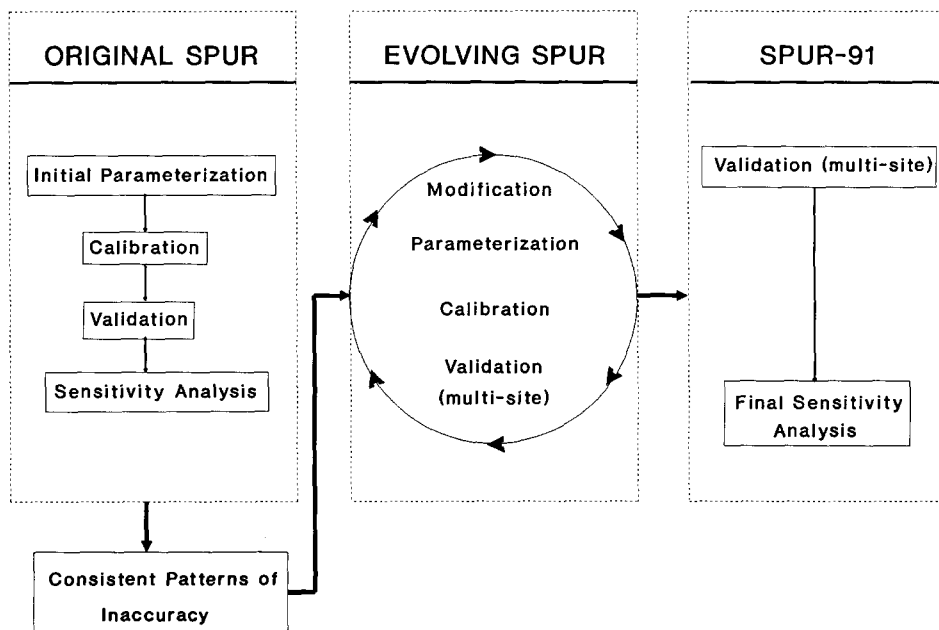 ORIGINAL SPUR
Initial Parameterization
Calibration
Validation
Sensitivity Analysis
Consistent Patterns of
Inaccuracy
EVOLVING SPUR
Modification
Parameterization
Calibration
Validation
(multi-site)
SPUR-91
Validation (multi-site)
Final Sensitivity
Analysis